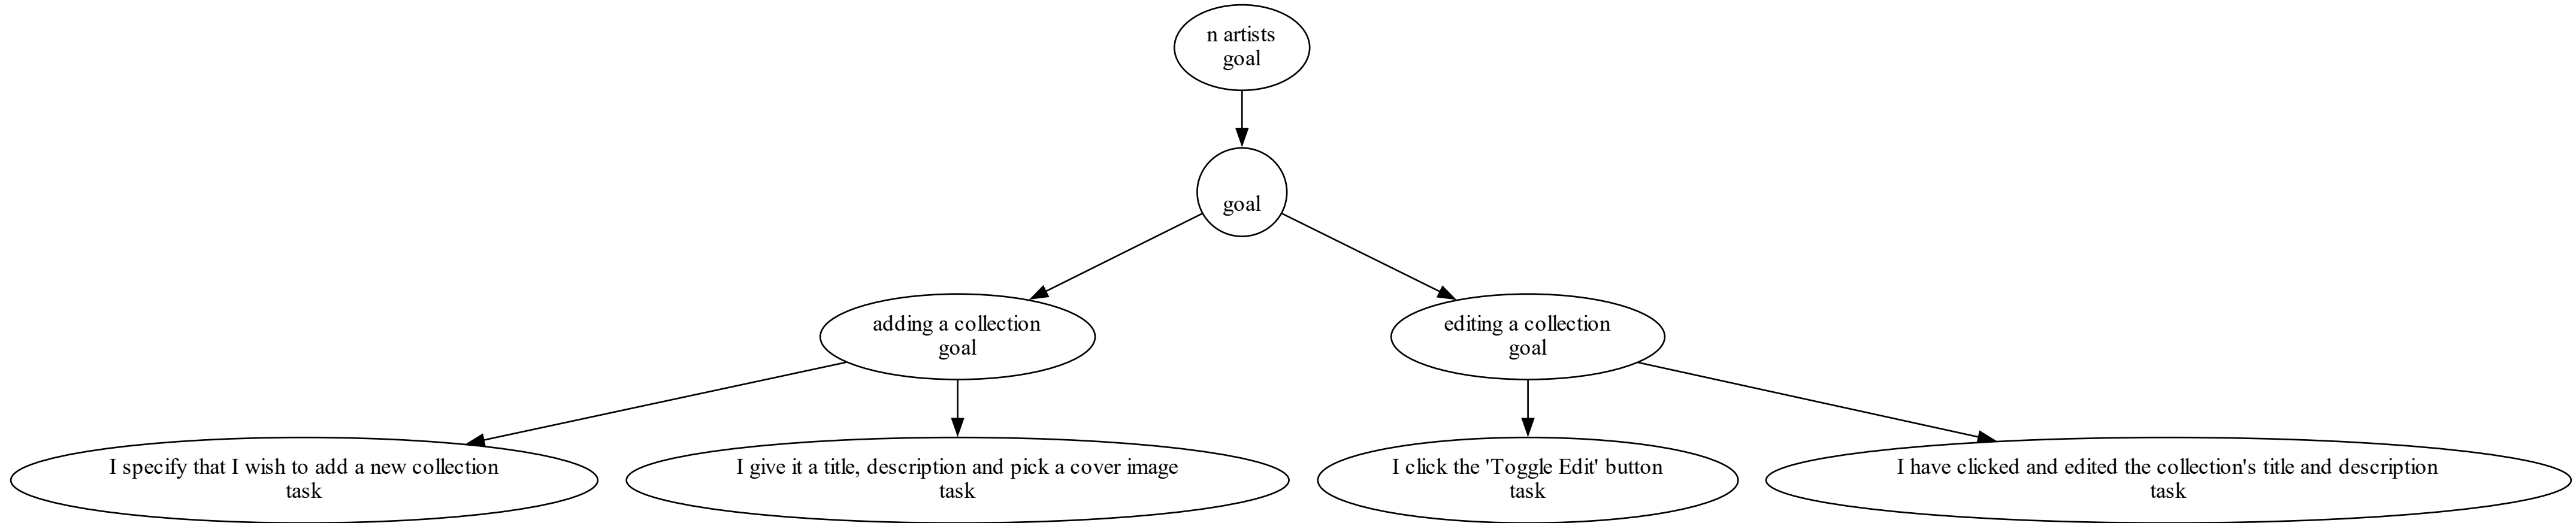 n artists
goal
goal
adding a collection
goal
editing a collection
goal
I specify that I wish to add a new collection
task
I give it a title, description and pick a cover image
task
I click the 'Toggle Edit' button
task
I have clicked and edited the collection's title and description
task